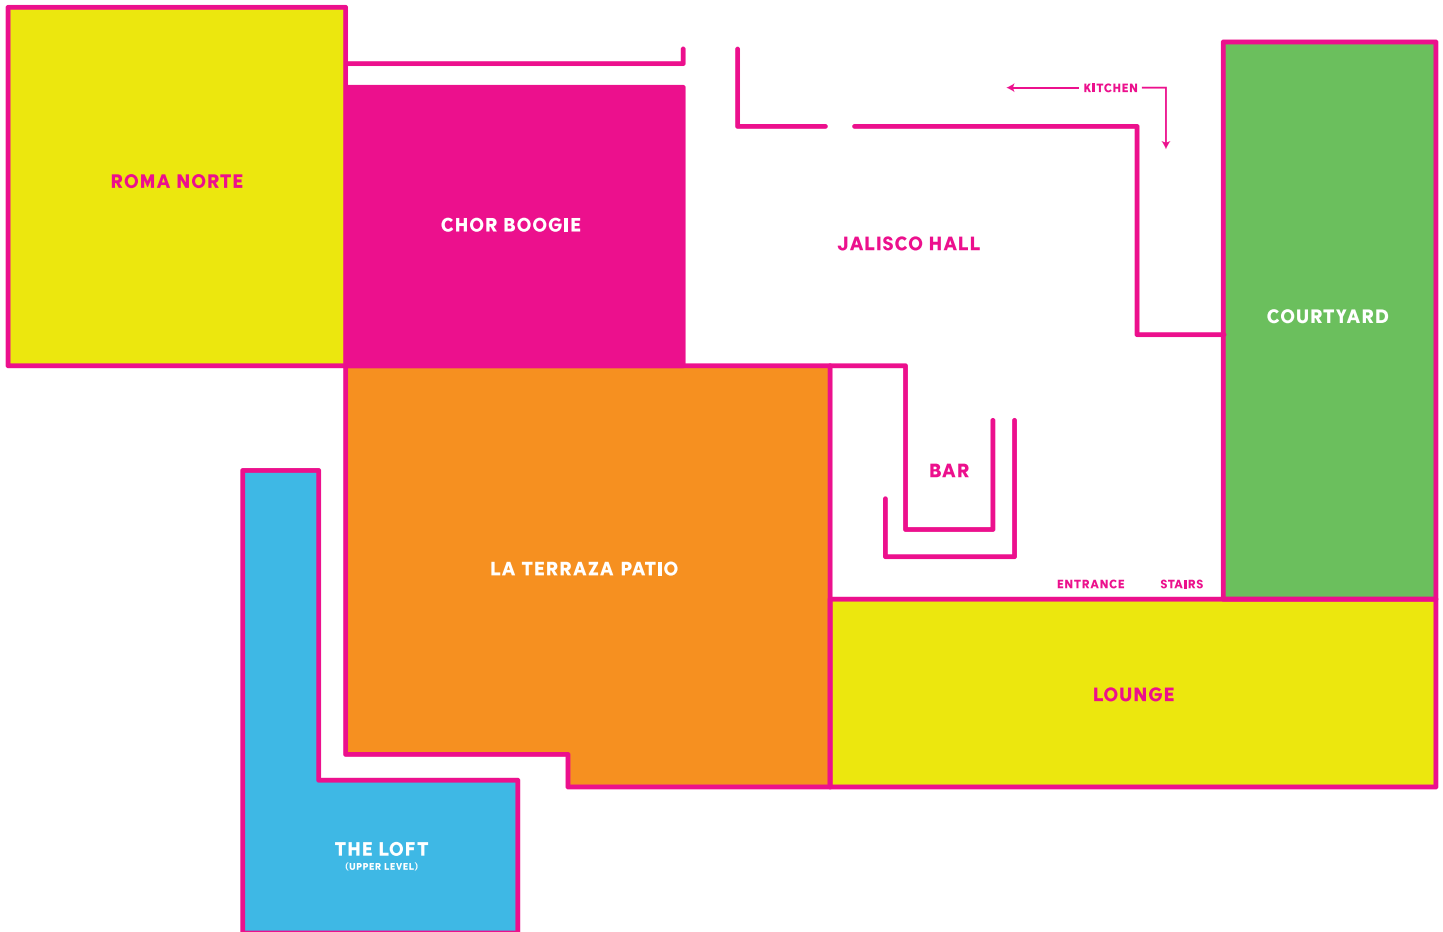 KITCHEN
ROMA NORTE
CHOR BOOGIE
JALISCO HALL
COURTYARD
BAR
LA TERRAZA PATIO
ENTRANCE
STAIRS
LOUNGE
THE LOFT
(UPPER LEVEL)